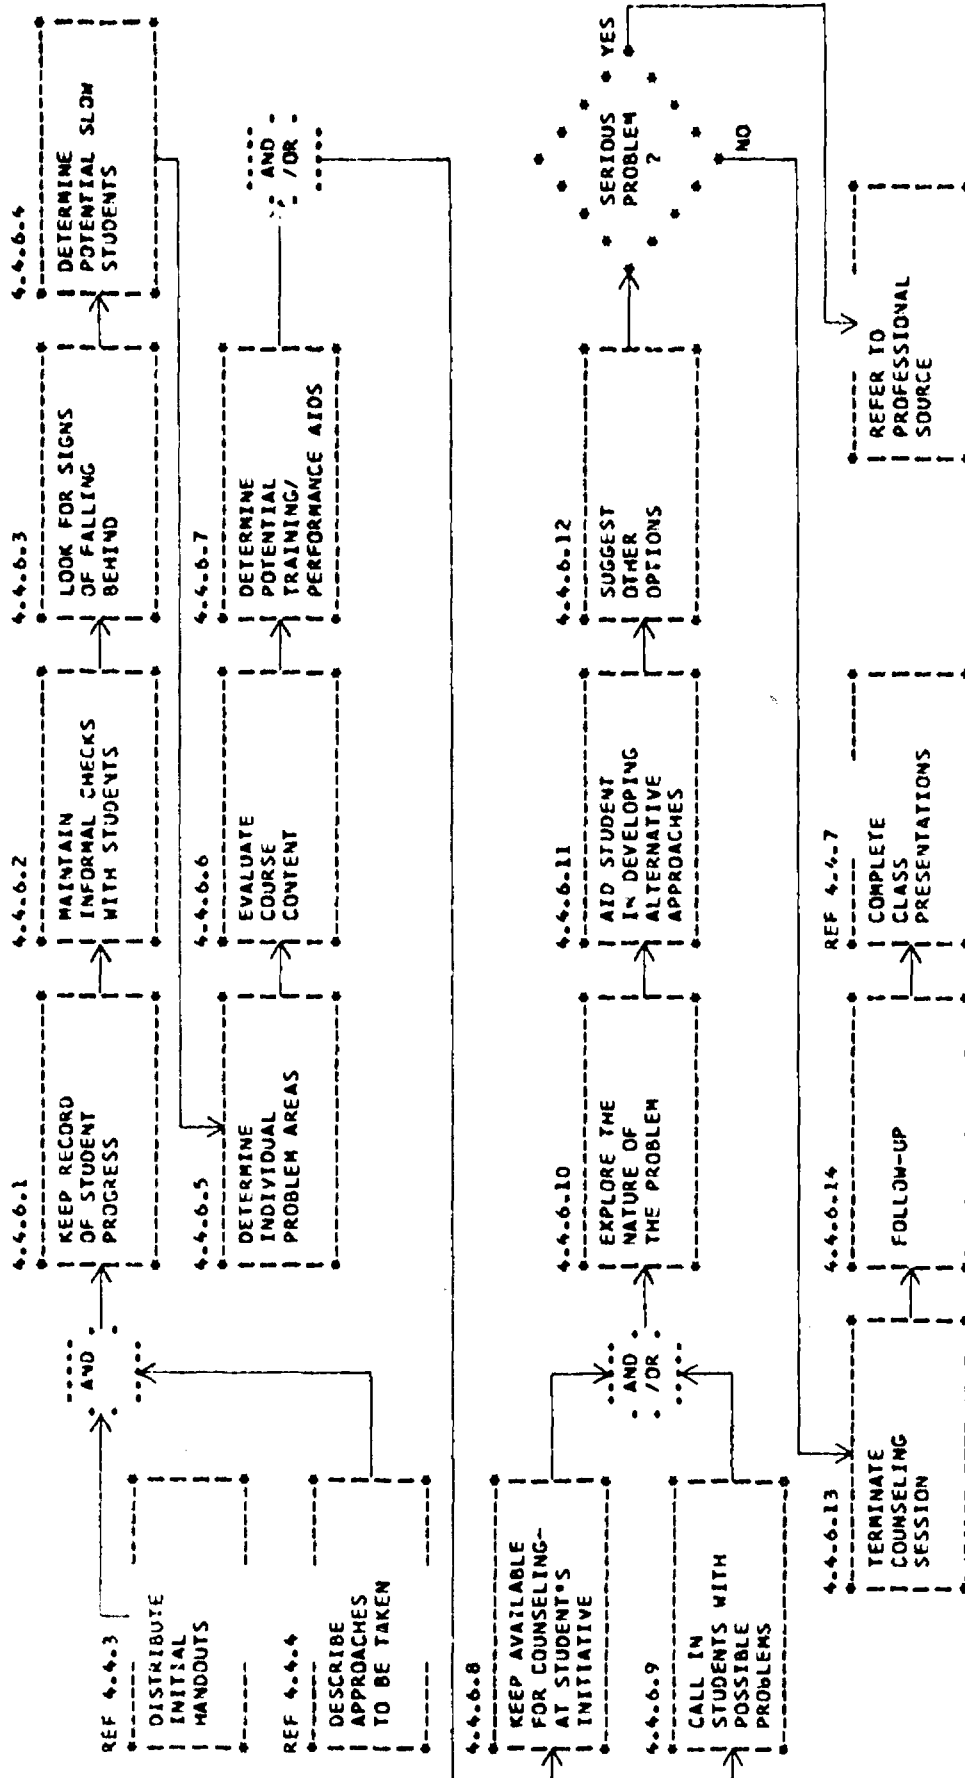 REF 4.4.3
DISTRIBUTE
INITIAL
HANDOUTS
REF 4.4.4
DESCRIBE
APPROACHES
TO BE TAKEN
AND
4.4.6.1
KEEP RECORD
OF STUDENT
PROGRESS
4.4.6.2
MAINTAIN
INFORMAL CHECKS
WITH STUDENTS
4.4.6.3
LOOK FOR SIGNS
OF FALLING
BEHIND
4.4.6.4
DETERMINE
POTENTIAL SLOW
STUDENTS
4.4.6.5
DETERMINE
INDIVIDUAL
PROBLEM AREAS
4.4.6.6
EVALUATE
COURSE
CONTENT
4.4.6.7
DETERMINE
POTENTIAL
TRAINING/
PERFORMANCE AIDS
AND
/OR
4.4.6.8
KEEP AVAILABLE
FOR COUNSELING-
AT STUDENT'S
INITIATIVE
4.4.6.9
CALL IN
STUDENTS WITH
POSSIBLE
PROBLEMS
AND
/OR
4.4.6.10
EXPLORE THE
NATURE OF
THE PROBLEM
4.4.6.11
AID STUDENT
IN DEVELOPING
ALTERNATIVE
APPROACHES
4.4.6.12
SUGGEST
OTHER
OPTIONS
SERIOUS
PROBLEM
?
YES
NO
4.4.6.13
TERMINATE
COUNSELING
SESSION
4.4.6.14
FOLLOW-UP
REF 4.4.7
COMPLETE
CLASS
PRESENTATIONS
REFER TO
PROFESSIONAL
SOURCE